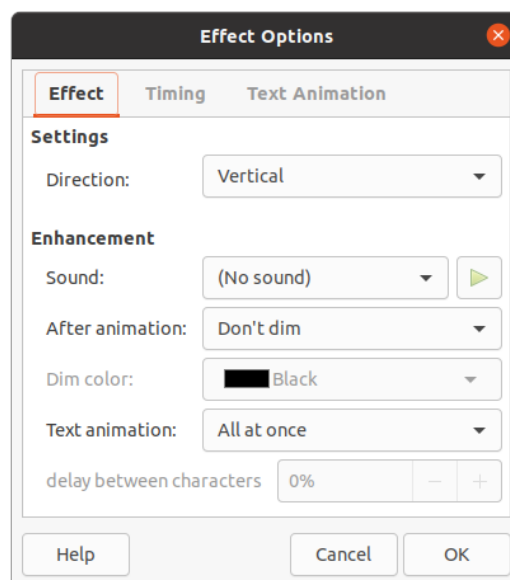 Effect Options
Effect Timing Text Animation
Settings
Direction: Vertical
Enhancement
Sound: (No sound)
After animation: Don't dim
Dim color: Black
Text animation: All at once
delay between characters 0% − +
Help Cancel OK